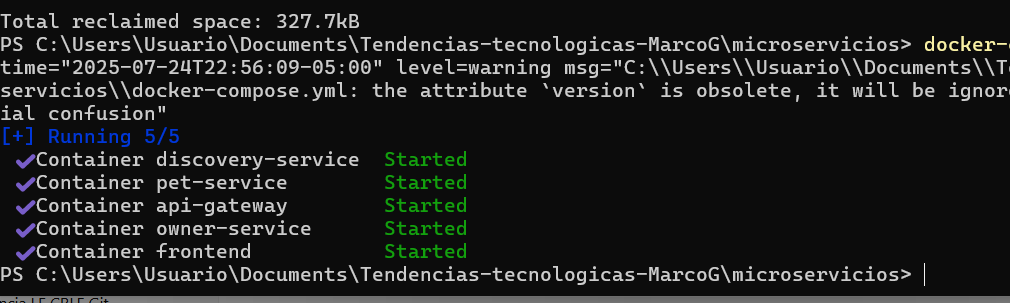 Total reclaimed space: 327.7kB
PS C:\Users\Usuario\Documents\Tendencias-tecnologicas-MarcoG\microservicios> docker-
time="2025-07-24T22:56:09-05:00" level=warning msg="C:\\Users\\Usuario\\Documents\\T
servicios\\docker-compose.yml: the attribute `version` is obsolete, it will be ignor
ial confusion"
[+] Running 5/5
✔Container discovery-service Started
✔Container pet-service Started
✔Container api-gateway Started
✔Container owner-service Started
✔Container frontend Started
PS C:\Users\Usuario\Documents\Tendencias-tecnologicas-MarcoG\microservicios>